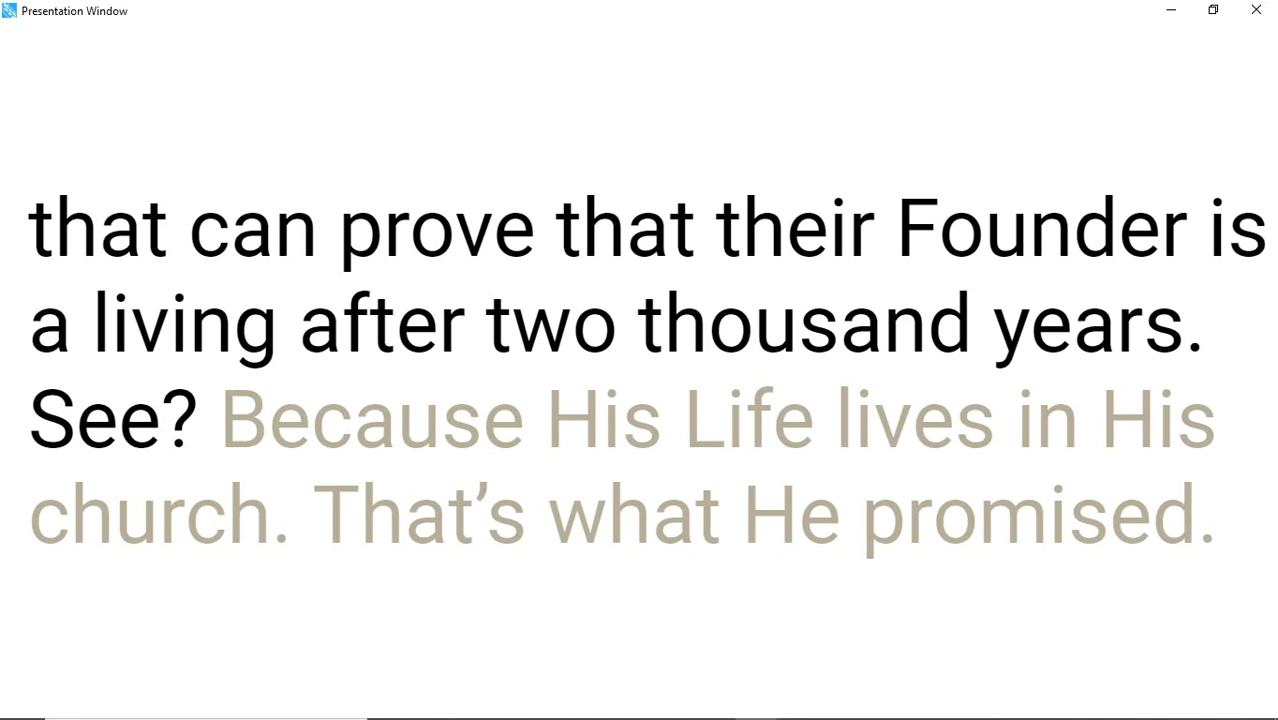 Presentation Window
that can prove that their Founder is
a living after two thousand years.
See? Because His Life lives in His
church. That’s what He promised.